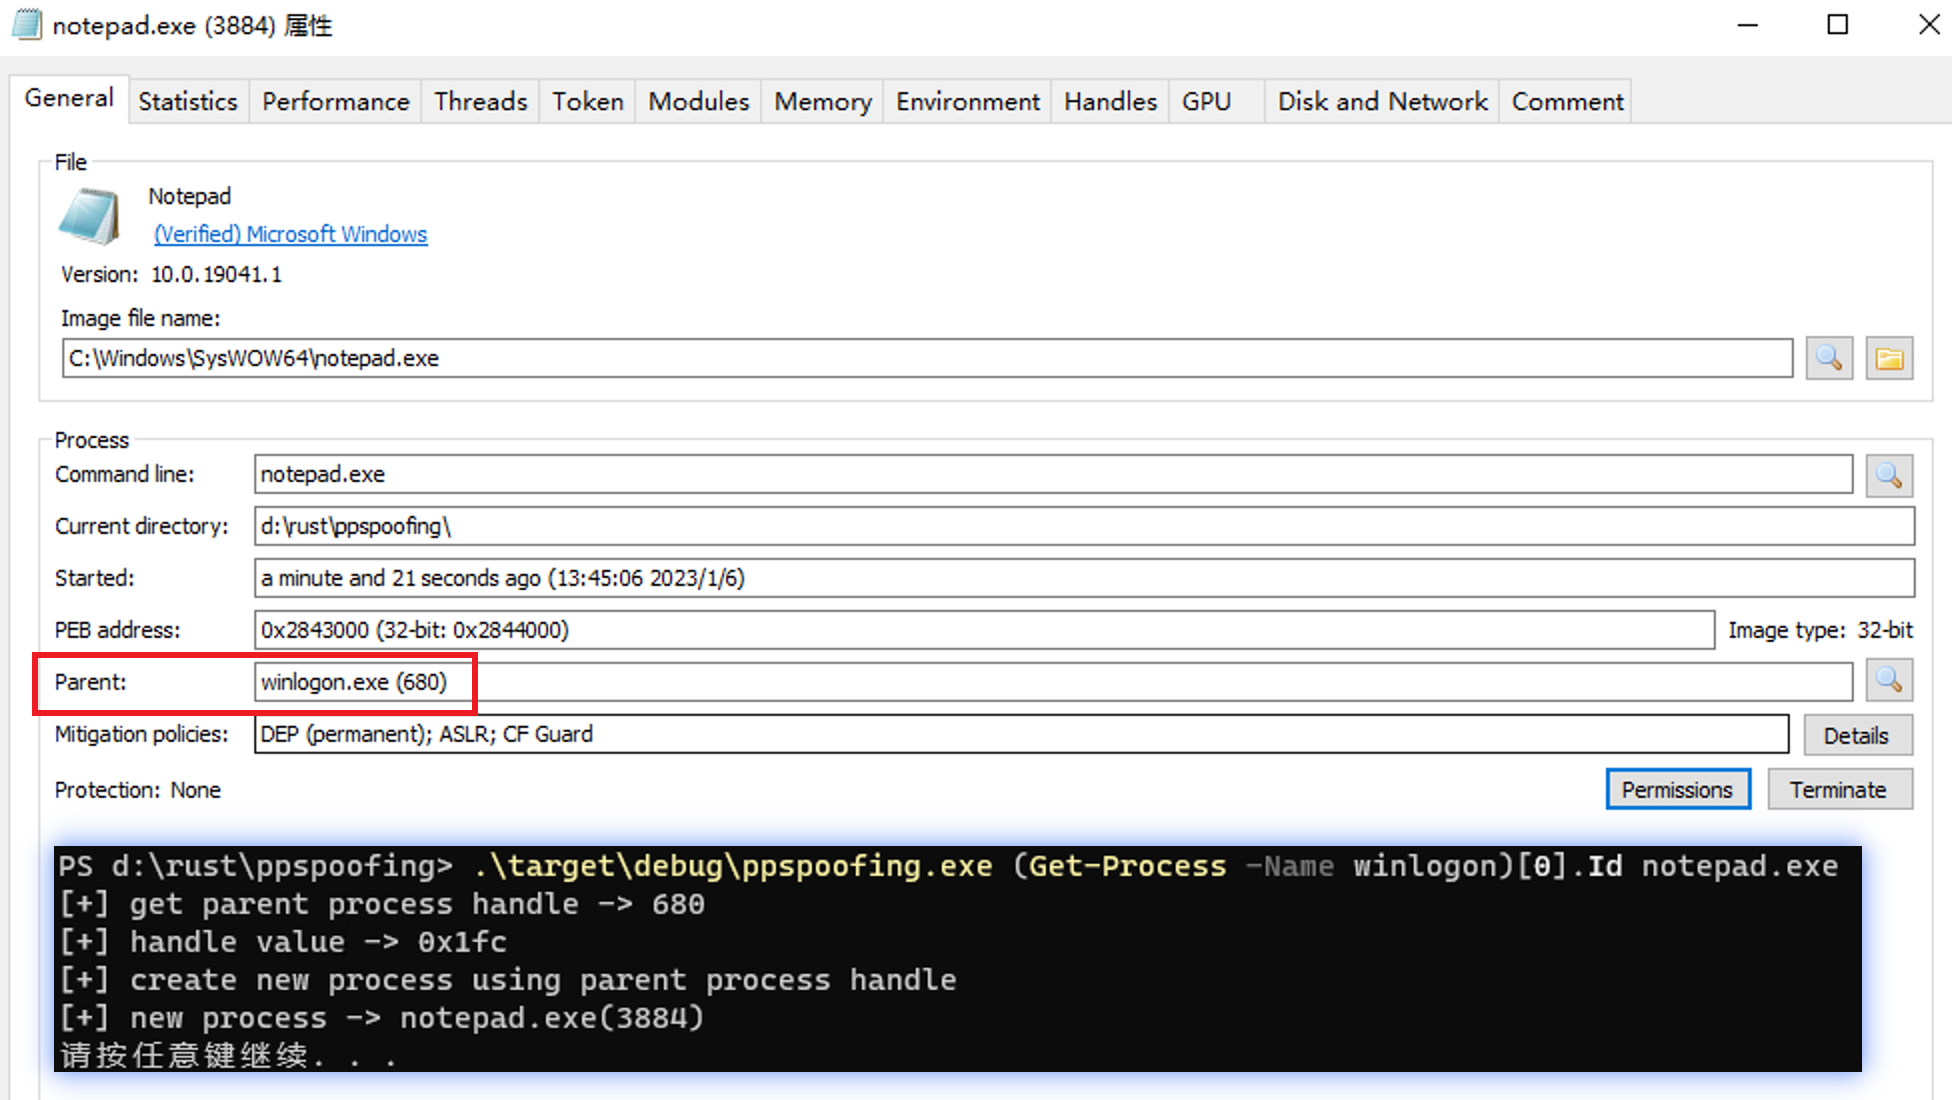 notepad.exe (3884) 属性
General Statistics Performance Threads Token Modules Memory Environment Handles GPU Disk and Network Comment
File
Notepad
(Verified) Microsoft Windows
Version: 10.0.19041.1
Image file name:
C:\Windows\SysWOW64\notepad.exe
Process
Command line: notepad.exe
Current directory: d:\rust\ppspoofing\
Started: a minute and 21 seconds ago (13:45:06 2023/1/6)
PEB address: 0x2843000 (32-bit: 0x2844000) Image type: 32-bit
Parent: winlogon.exe (680)
Mitigation policies: DEP (permanent); ASLR; CF Guard Details
Protection: None Permissions Terminate
PS d:\rust\ppspoofing> .\target\debug\ppspoofing.exe (Get-Process -Name winlogon)[0].Id notepad.exe
[+] get parent process handle -> 680
[+] handle value -> 0x1fc
[+] create new process using parent process handle
[+] new process -> notepad.exe(3884)
请按任意键继续. . .